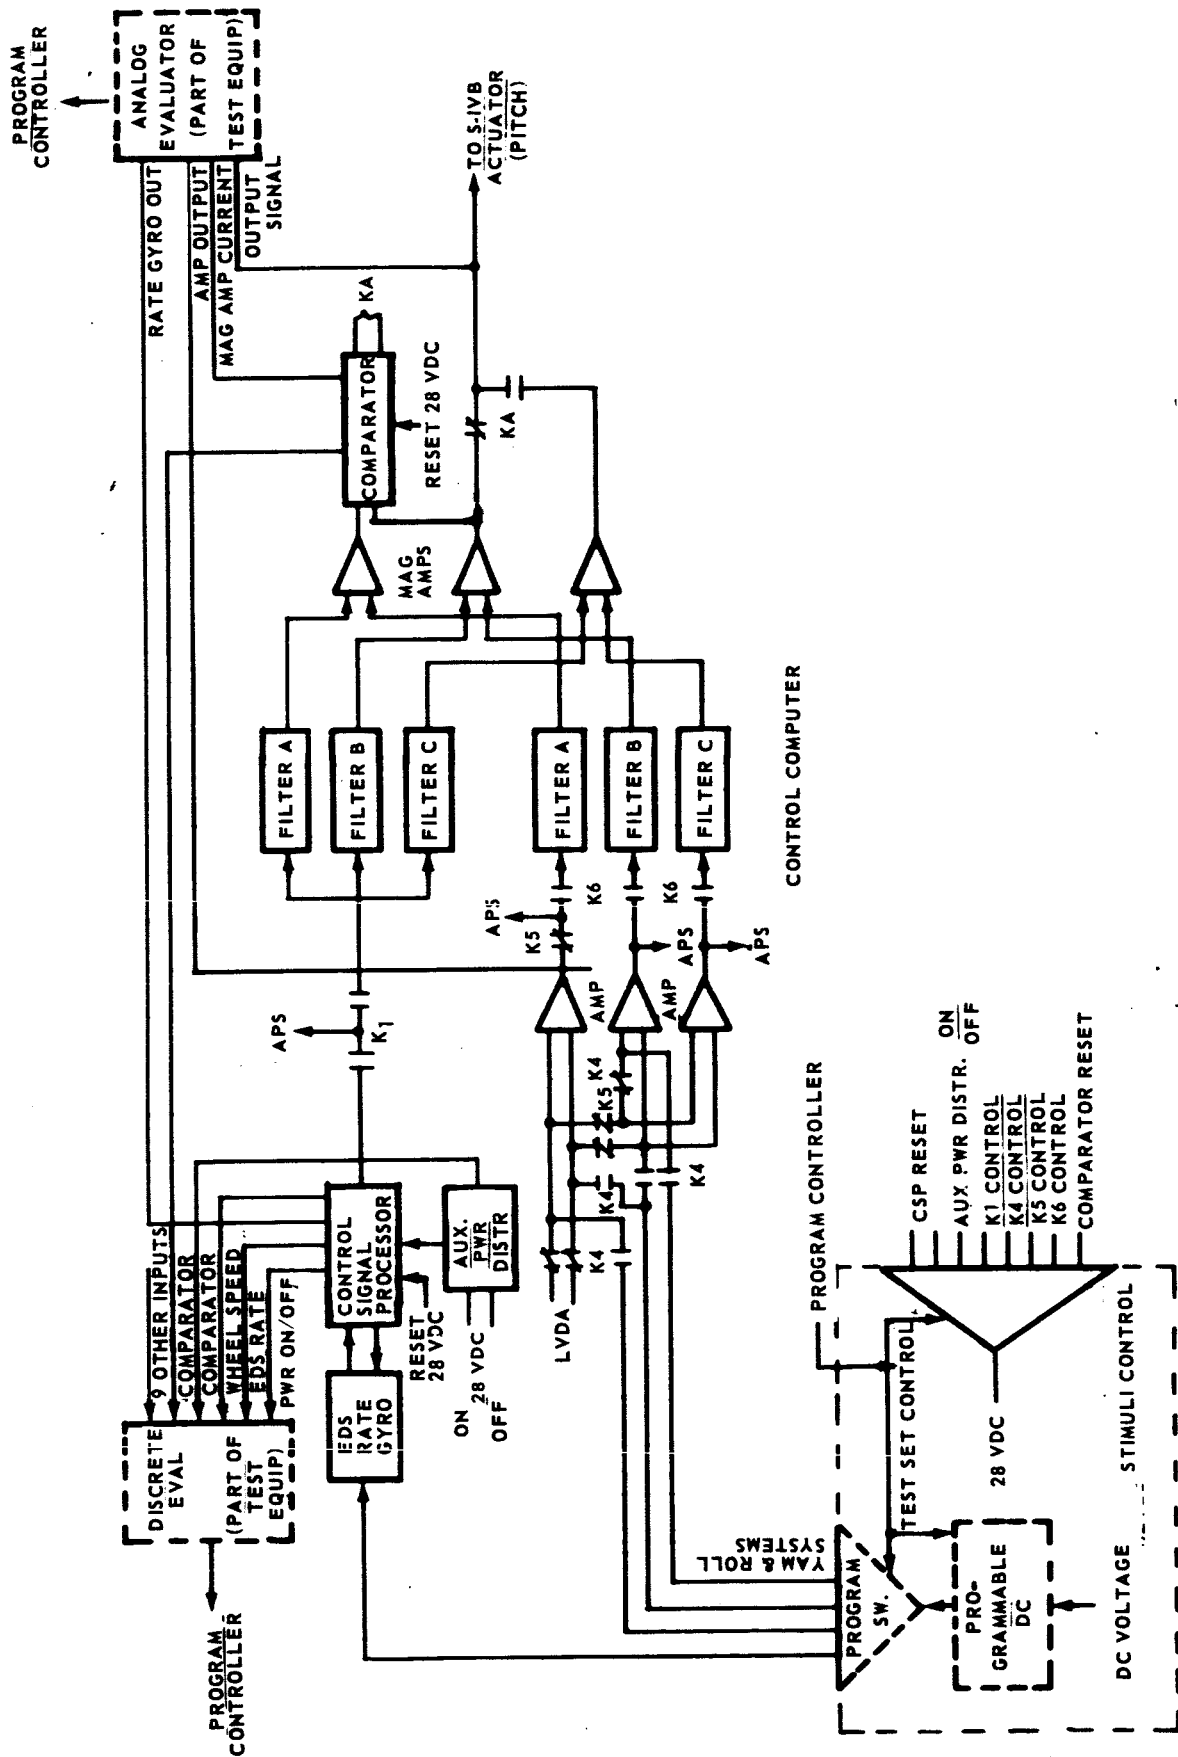 PROGRAM
CONTROLLER
DISCRETE
EVAL
(PART OF
TEST
EQUIP)
9 OTHER INPUTS
COMPARATOR
COMPARATOR
WHEEL SPEED
EDS RATE
PWR ON/OFF
EDS
RATE
GYRO
CONTROL
SIGNAL
PROCESSOR
RESET
28 VDC
AUX.
PWR
DISTR
ON
28 VDC
OFF
APS
K1
FILTER A
FILTER B
FILTER C
MAG
AMPS
COMPARATOR
KA
RESET 28 VDC
KA
RATE GYRO OUT
AMP OUTPUT
MAG AMP CURRENT
OUTPUT
SIGNAL
PROGRAM
CONTROLLER
ANALOG
EVALUATOR
(PART OF
TEST EQUIP)
TO S-IVB
ACTUATOR
(PITCH)
LVDA
K4
K4
K5
K4
K4
AMP
AMP
K5
APS
K6
K6
APS
APS
FILTER A
FILTER B
FILTER C
CONTROL COMPUTER
YAM & ROLL
SYSTEMS
PROGRAM
SW.
PRO-
GRAMMABLE
DC
DC VOLTAGE
TEST SET CONTROL
28 VDC
STIMULI CONTROL
PROGRAM CONTROLLER
CSP RESET
AUX PWR DISTR. ON
OFF
K1 CONTROL
K4 CONTROL
K5 CONTROL
K6 CONTROL
COMPARATOR RESET